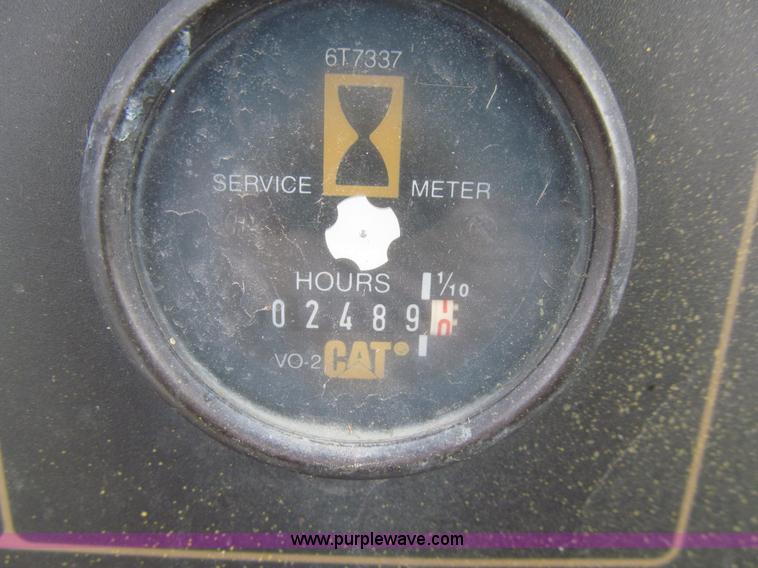 6T7337
SERVICE METER
HOURS 1/10
02489
VO-2 CAT®
www.purplewave.com